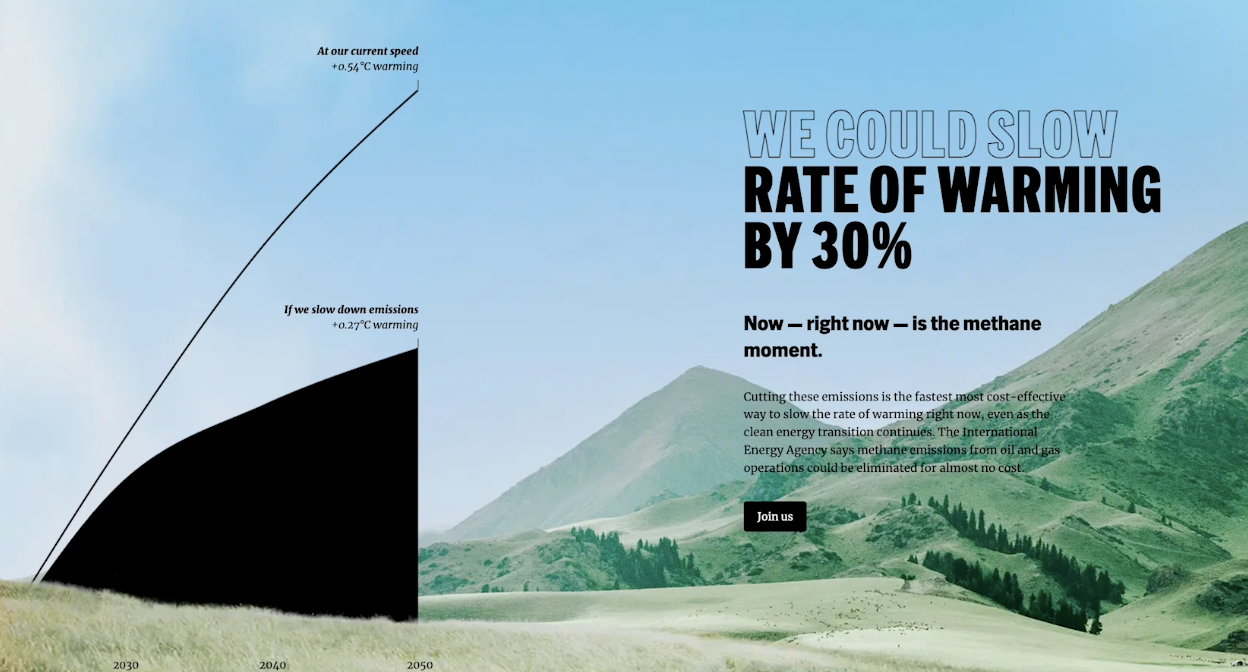 At our current speed
+0.54°C warming
If we slow down emissions
+0.27°C warming
2030 2040 2050
WE COULD SLOW
RATE OF WARMING
BY 30%
Now — right now — is the methane
moment.
Cutting these emissions is the fastest most cost-effective
way to slow the rate of warming right now, even as the
clean energy transition continues. The International
Energy Agency says methane emissions from oil and gas
operations could be eliminated for almost no cost.
Join us